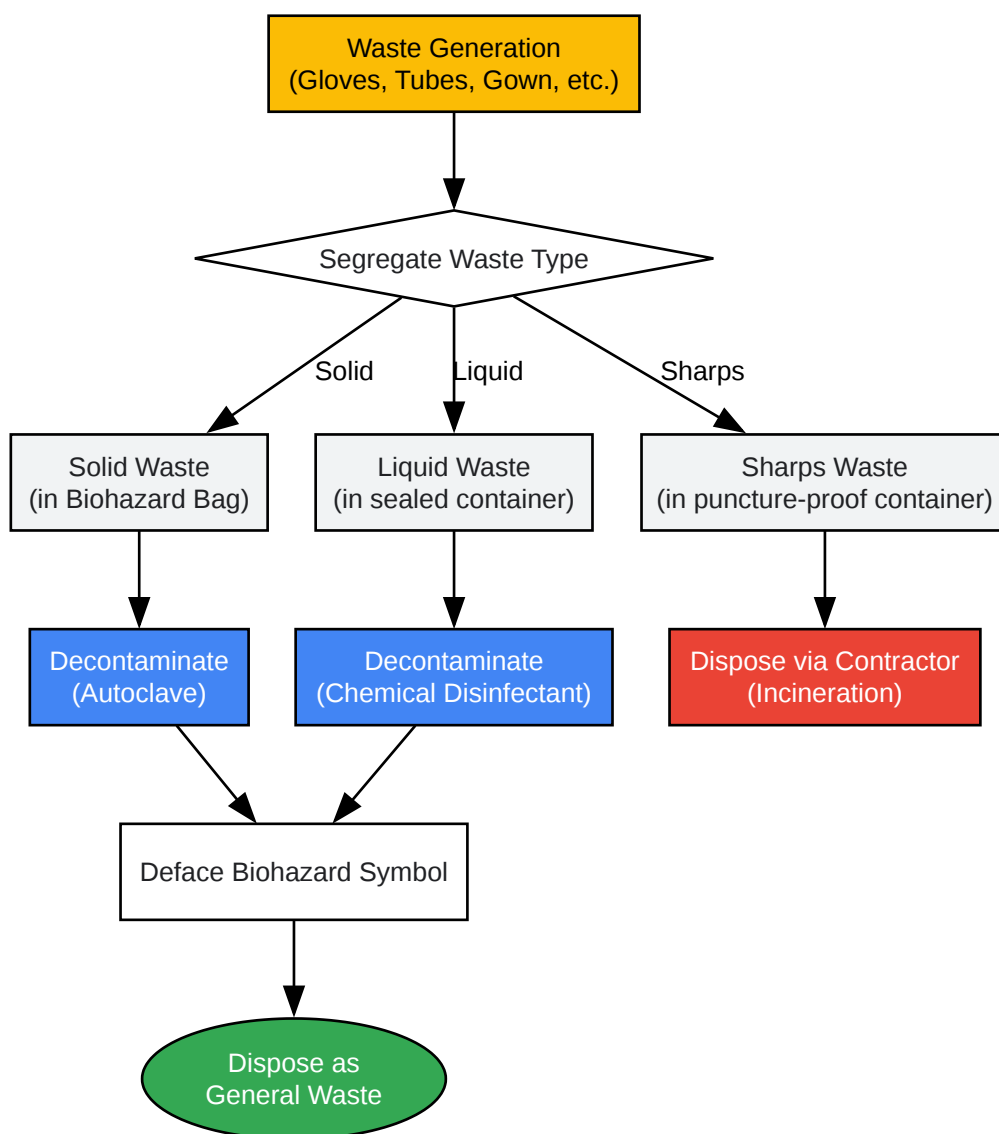 Waste Generation
(Gloves, Tubes, Gown, etc.)
Segregate Waste Type
Solid
Liquid
Sharps
Solid Waste
(in Biohazard Bag)
Liquid Waste
(in sealed container)
Sharps Waste
(in puncture-proof container)
Decontaminate
(Autoclave)
Decontaminate
(Chemical Disinfectant)
Dispose via Contractor
(Incineration)
Deface Biohazard Symbol
Dispose as
General Waste